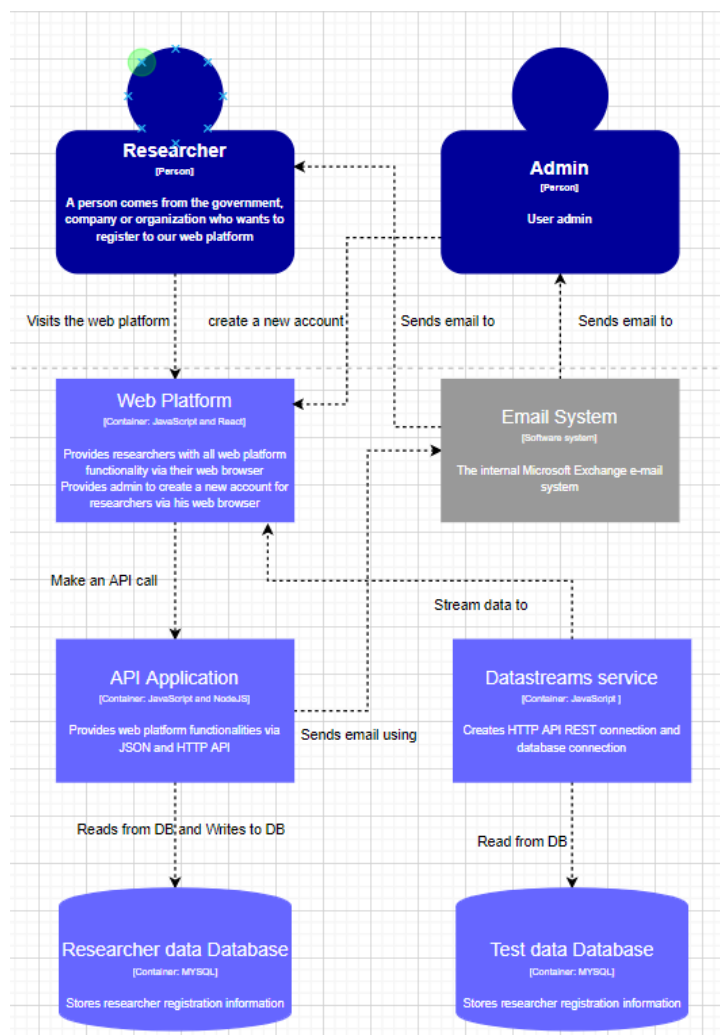 Researcher
[Person]
A person comes from the government,
company or organization who wants to
register to our web platform
Admin
[Person]
User admin
Visits the web platform
create a new account
Sends email to
Sends email to
Web Platform
[Container: JavaScript and React]
Provides researchers with all web platform
functionality via their web browser
Provides admin to create a new account for
researchers via his web browser
Email System
[Software system]
The internal Microsoft Exchange e-mail
system
Make an API call
Stream data to
API Application
[Container: JavaScript and NodeJS]
Provides web platform functionalities via
JSON and HTTP API
Sends email using
Datastreams service
[Container: JavaScript ]
Creates HTTP API REST connection and
database connection
Reads from DB and Writes to DB
Read from DB
Researcher data Database
[Container: MYSQL]
Stores researcher registration information
Test data Database
[Container: MYSQL]
Stores researcher registration information